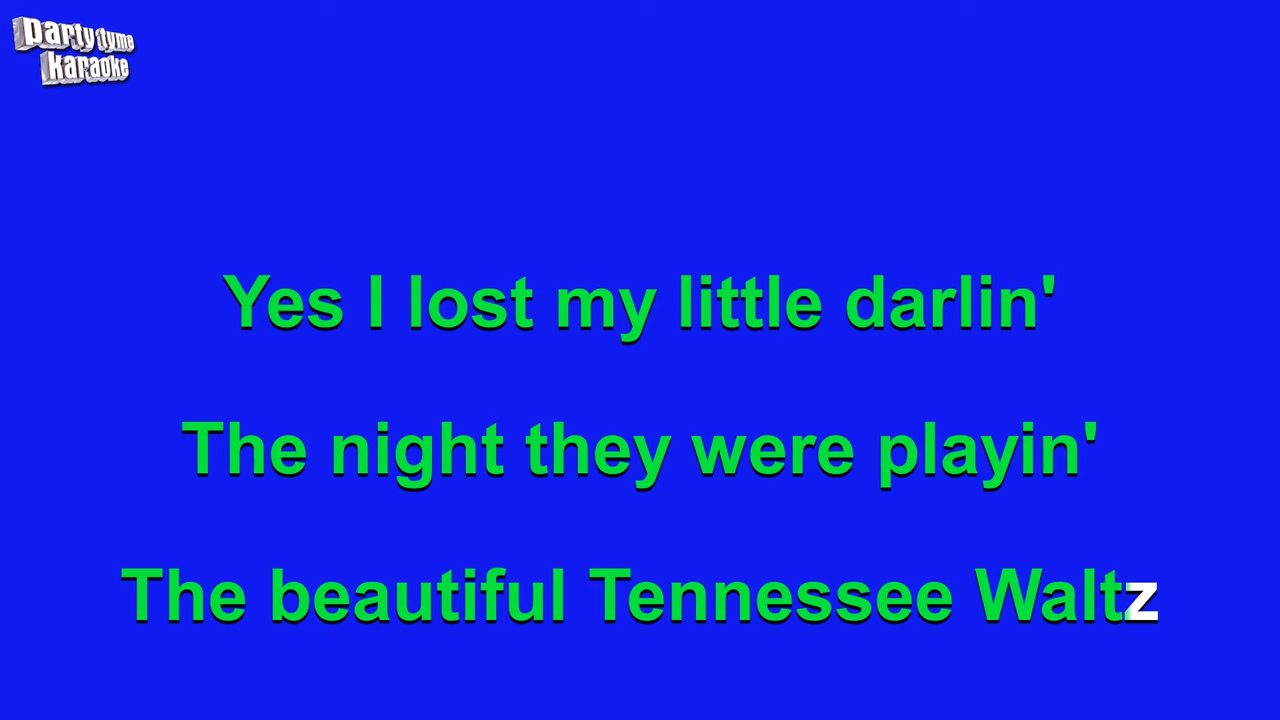 party tyme
karaoke
Yes I lost my little darlin'
The night they were playin'
The beautiful Tennessee Waltz